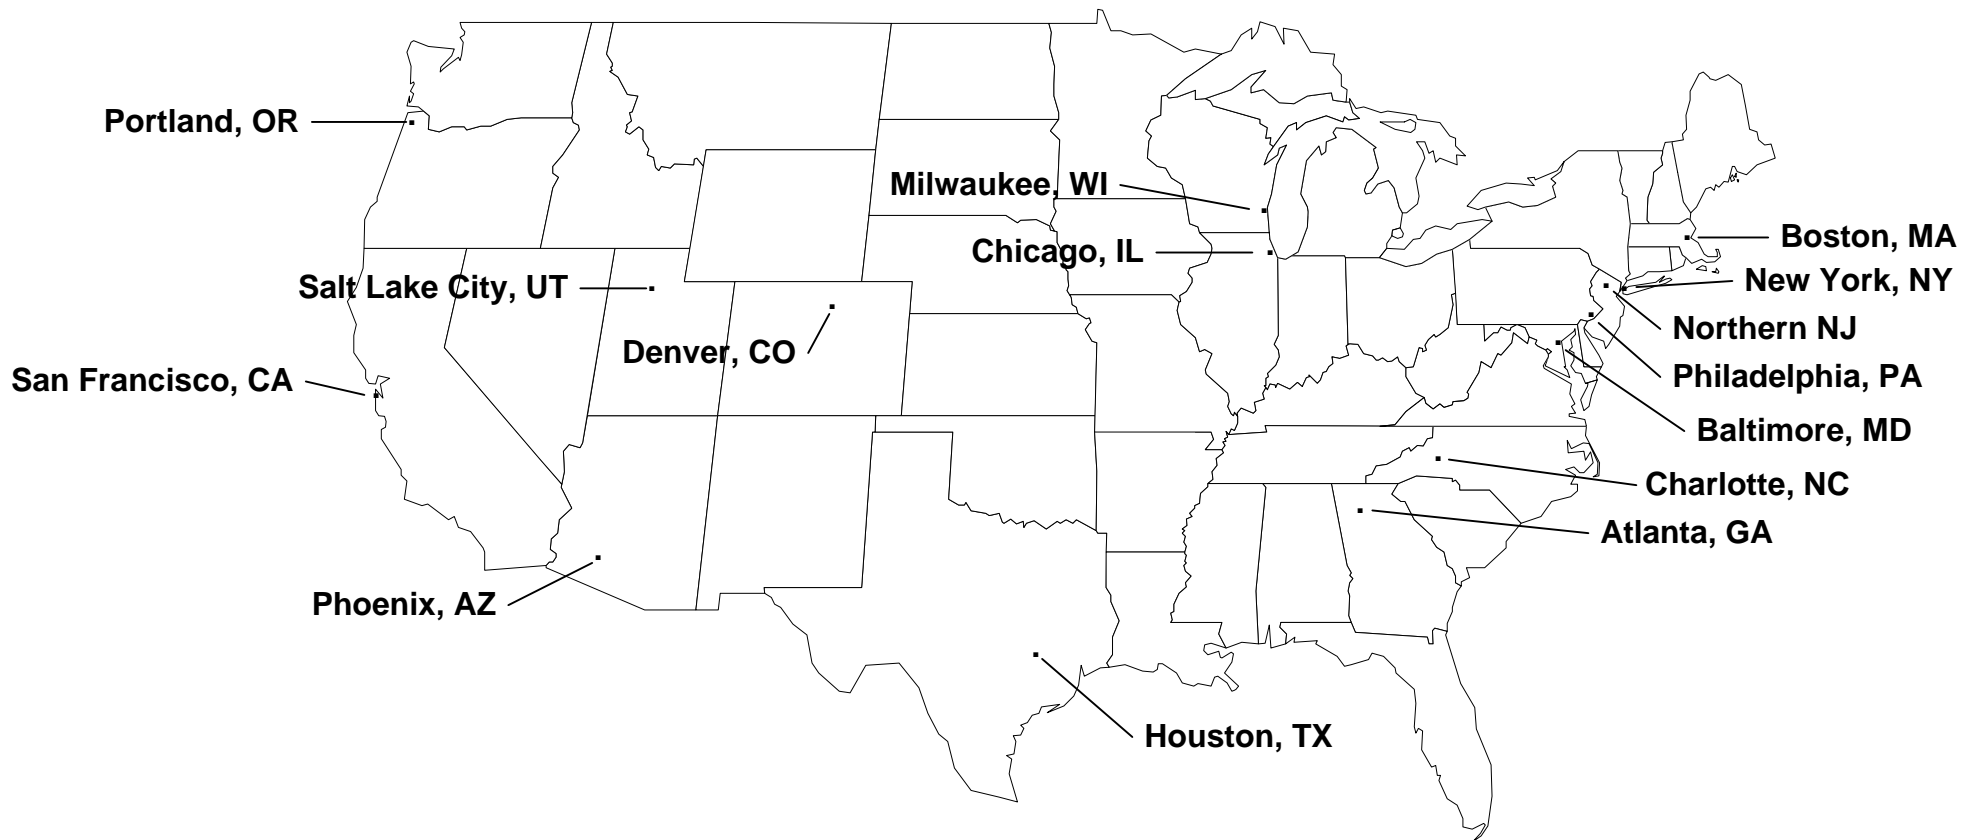 Portland, OR
Milwaukee, WI
Boston, MA
Chicago, IL
New York, NY
Salt Lake City, UT
Northern NJ
Denver, CO
Philadelphia, PA
San Francisco, CA
Baltimore, MD
Charlotte, NC
Atlanta, GA
Phoenix, AZ
Houston, TX